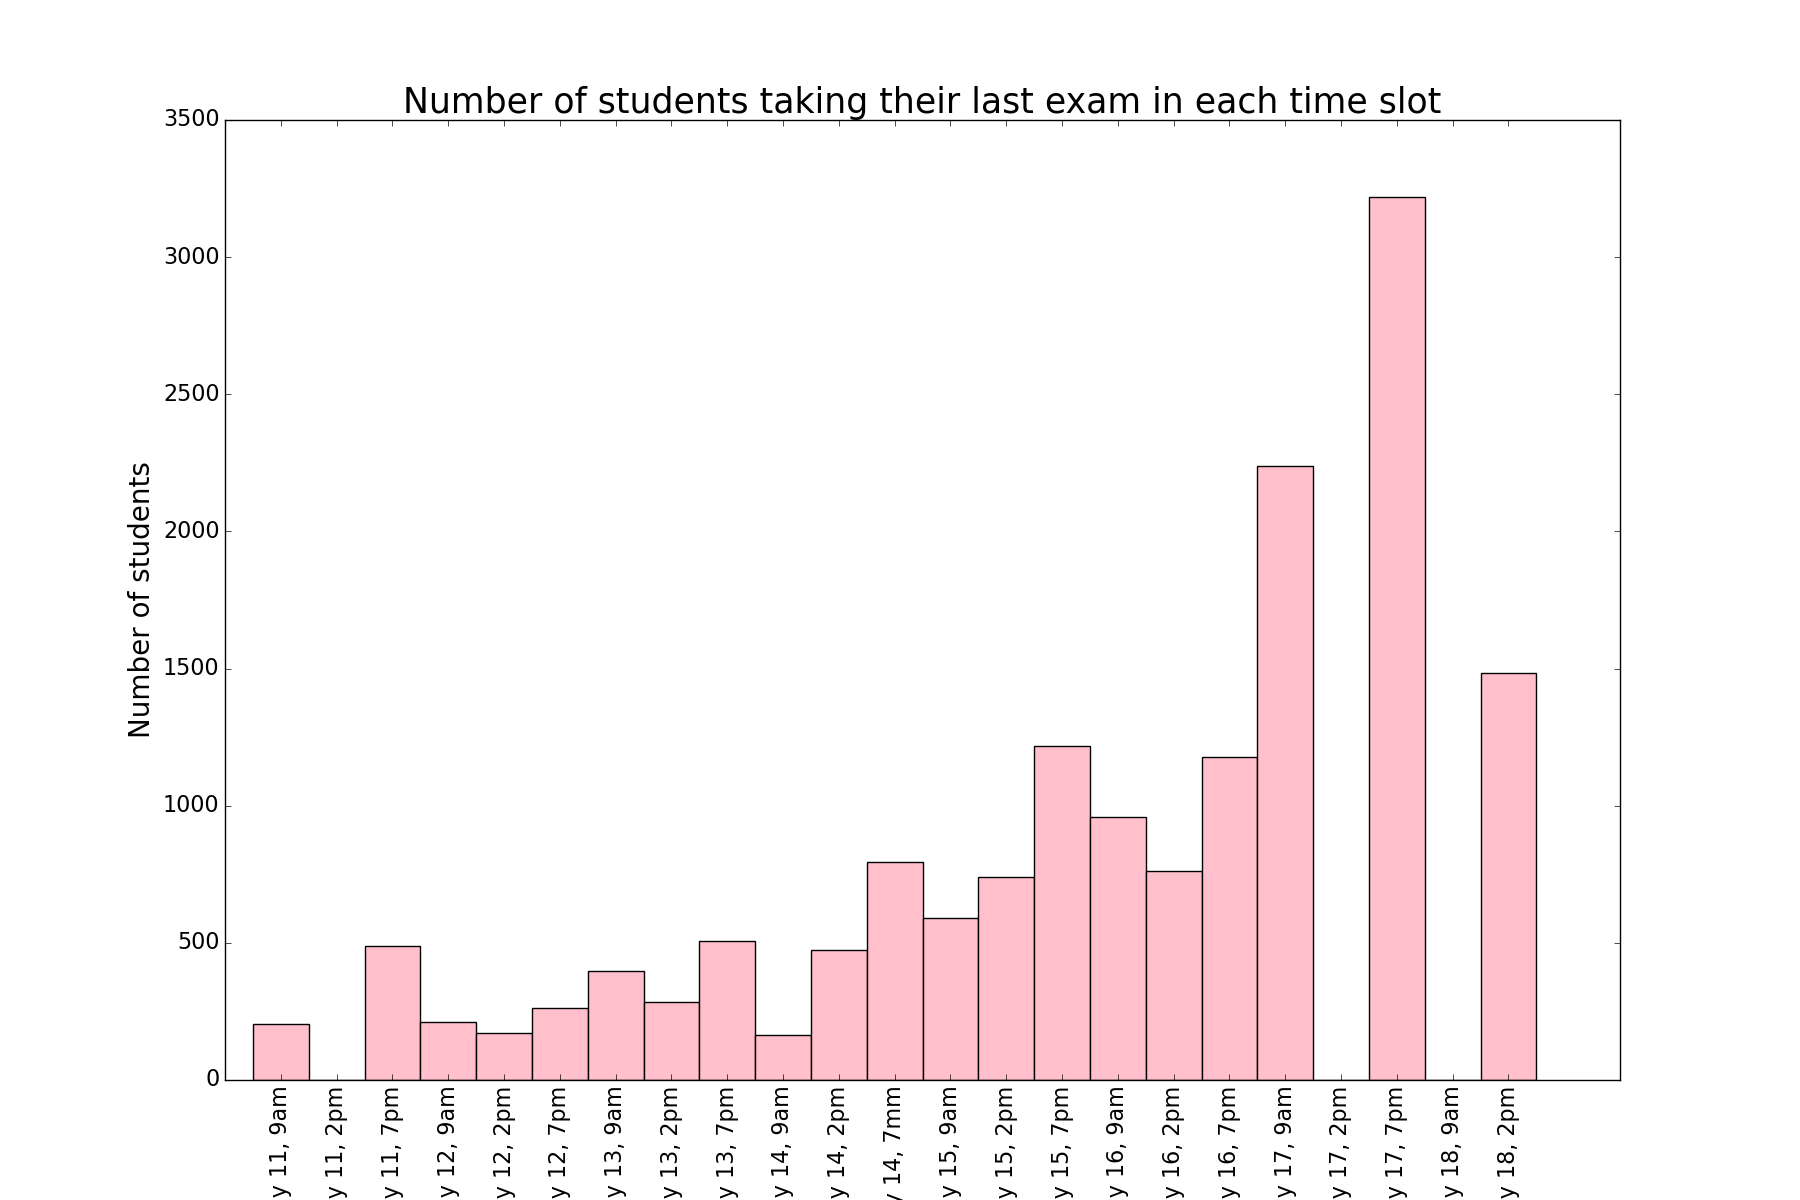 Number of students taking their last exam in each time slot
3500
3000
2500
2000
1500
1000
500
0
Number of students
y 11, 9am
y 11, 2pm
y 11, 7pm
y 12, 9am
y 12, 2pm
y 12, 7pm
y 13, 9am
y 13, 2pm
y 13, 7pm
y 14, 9am
y 14, 2pm
y 14, 7mm
y 15, 9am
y 15, 2pm
y 15, 7pm
y 16, 9am
y 16, 2pm
y 16, 7pm
y 17, 9am
y 17, 2pm
y 17, 7pm
y 18, 9am
y 18, 2pm